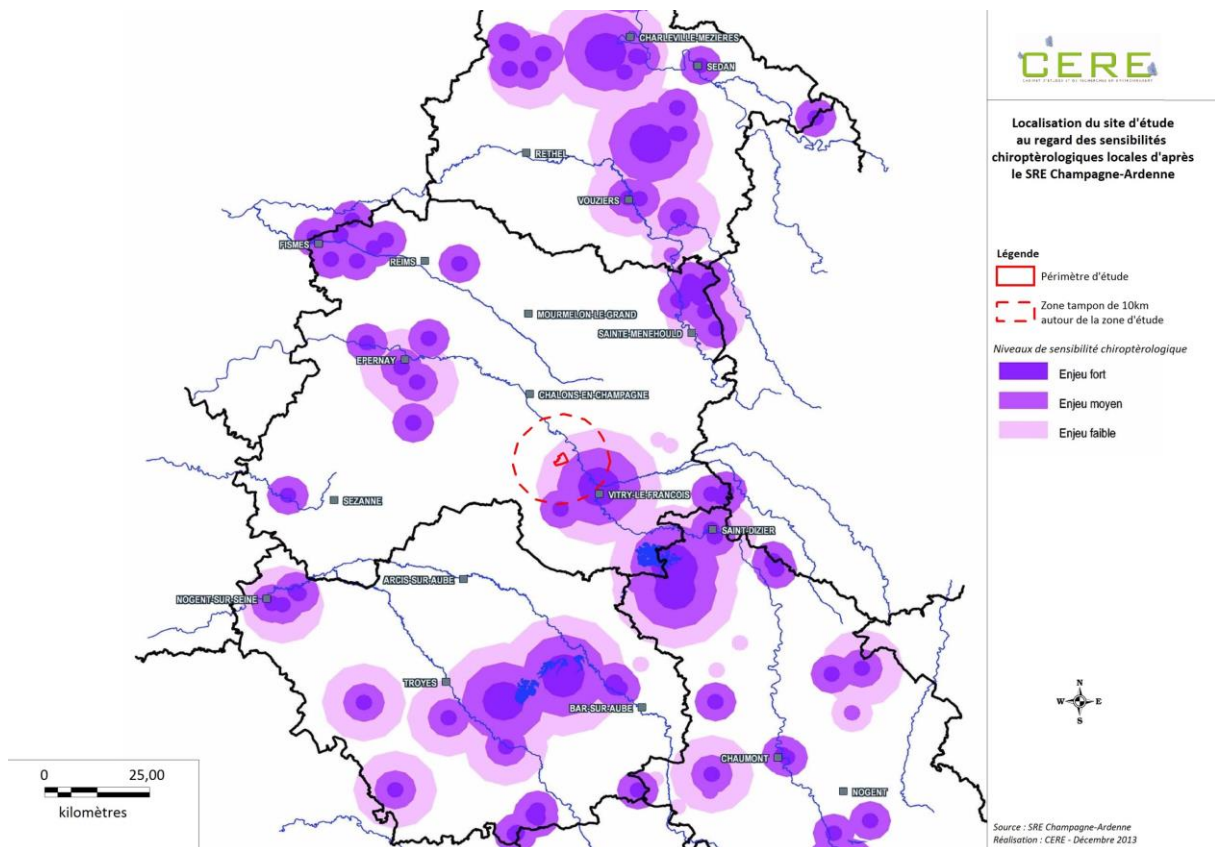 CHARLEVILLE-MEZIERES
SEDAN
RETHEL
VOUZIERS
FISMES
REIMS
MOURMELON-LE-GRAND
SAINTE-MENEHOULD
EPERNAY
CHALONS-EN-CHAMPAGNE
SEZANNE
VITRY-LE-FRANCOIS
SAINT-DIZIER
ARCIS-SUR-AUBE
NOGENT-SUR-SEINE
TROYES
BAR-SUR-AUBE
CHAUMONT
NOGENT
0 25,00
kilomètres
CERE
Localisation du site d'étude
au regard des sensibilités
chiroptèrologiques locales d'après
le SRE Champagne-Ardenne
Légende
Périmètre d'étude
Zone tampon de 10km
autour de la zone d'étude
Niveaux de sensibilité chiroptèrologique
Enjeu fort
Enjeu moyen
Enjeu faible
N
W E
S
Source : SRE Champagne-Ardenne
Réalisation : CERE - Décembre 2013